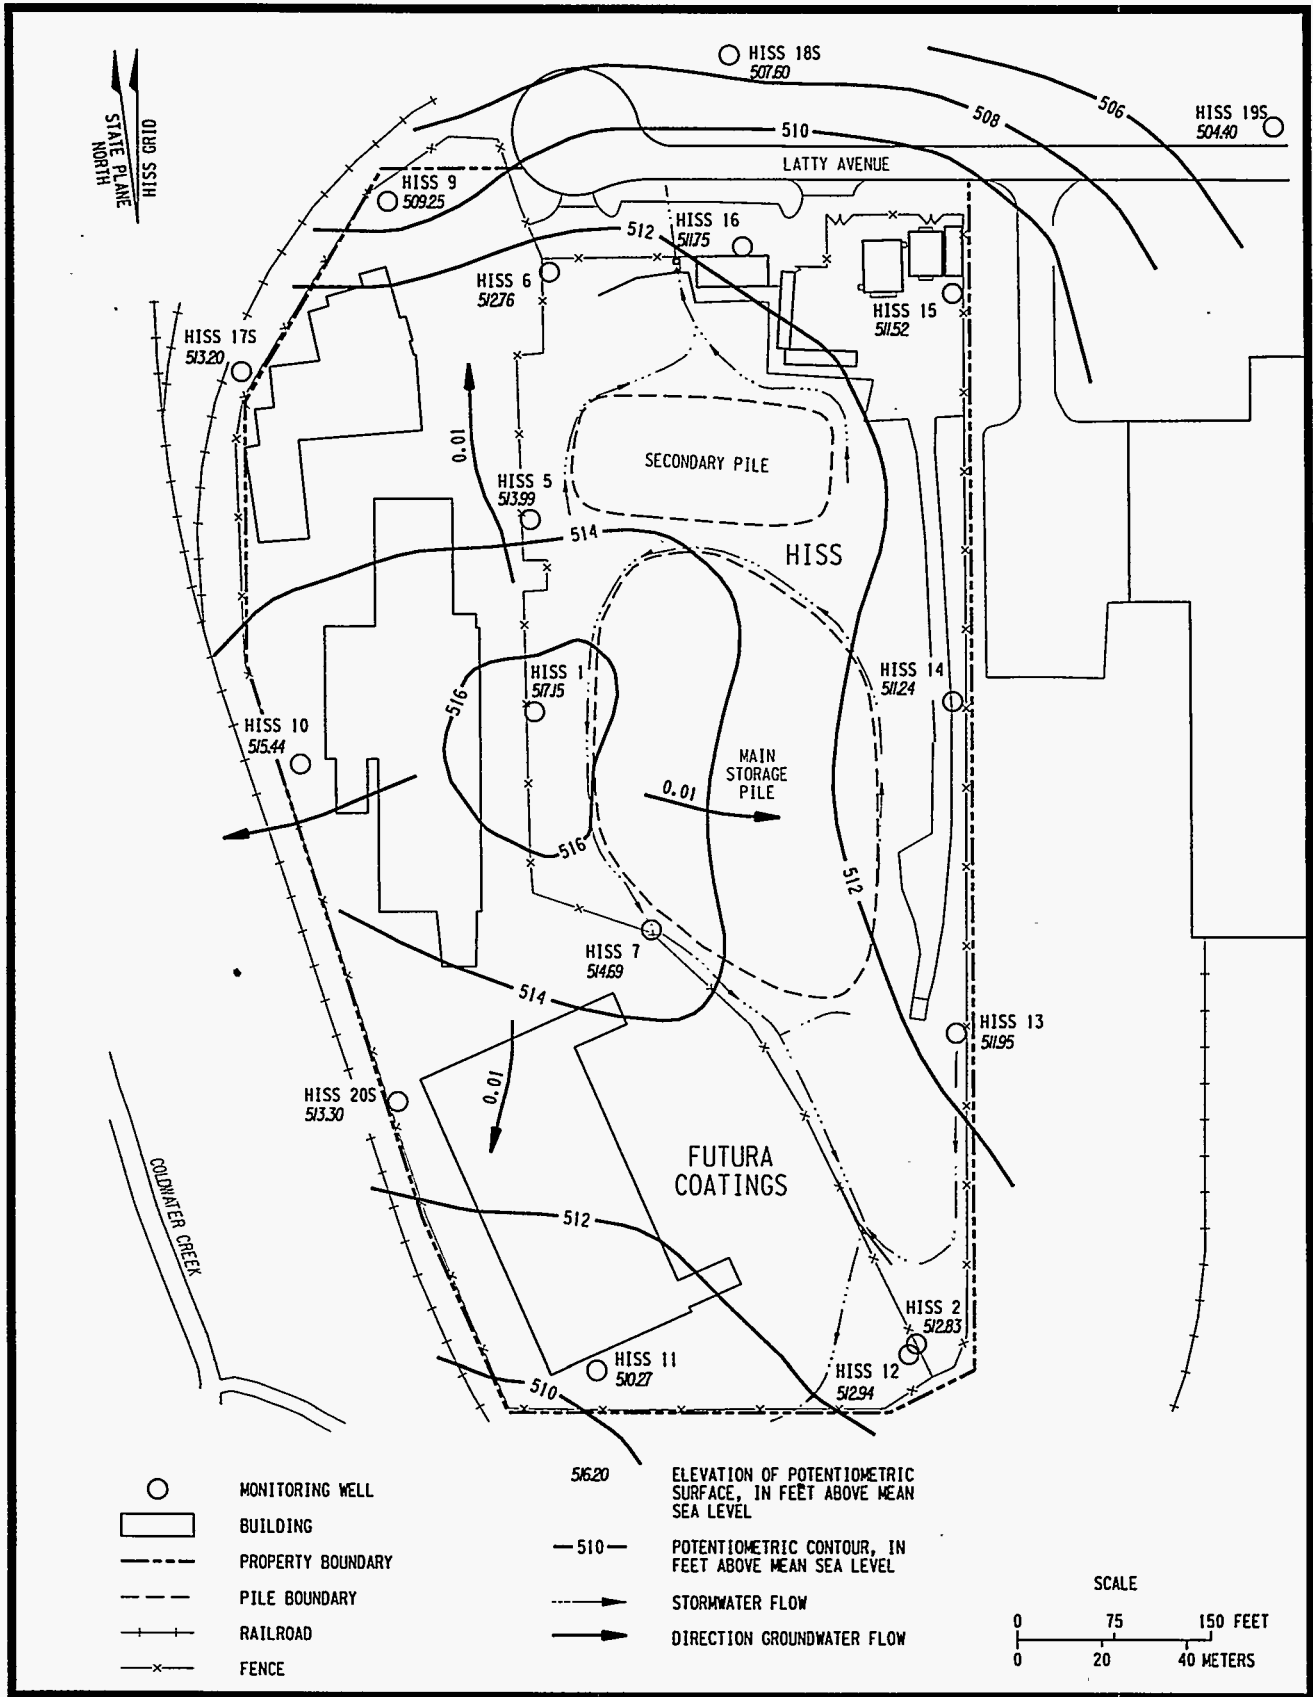 HISS GRID
STATE PLANE
NORTH
HISS 18S
507.60
506
508
HISS 19S
504.40
510
LATTY AVENUE
HISS 9
509.25
HISS 16
511.75
512
HISS 6
512.76
HISS 15
511.52
HISS 17S
513.20
0.01
SECONDARY PILE
HISS 5
513.99
514
HISS
HISS 1
517.15
516
HISS 14
511.24
HISS 10
515.44
MAIN
STORAGE
PILE
0.01
516
512
HISS 7
514.69
514
HISS 13
511.95
0.01
HISS 20S
513.30
FUTURA
COATINGS
COLDWATER CREEK
512
HISS 2
512.83
HISS 11
510.27
HISS 12
512.94
510
MONITORING WELL
BUILDING
PROPERTY BOUNDARY
PILE BOUNDARY
RAILROAD
FENCE
516.20
ELEVATION OF POTENTIOMETRIC
SURFACE, IN FEET ABOVE MEAN
SEA LEVEL
510
POTENTIOMETRIC CONTOUR, IN
FEET ABOVE MEAN SEA LEVEL
STORMWATER FLOW
DIRECTION GROUNDWATER FLOW
SCALE
0 75 150 FEET
0 20 40 METERS